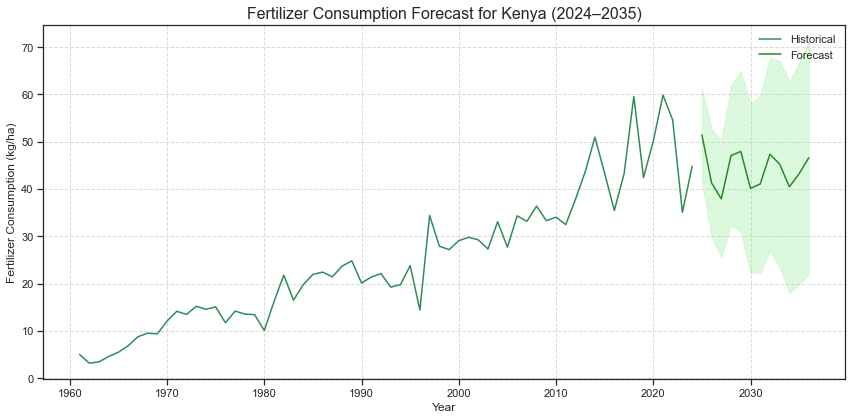 Fertilizer Consumption Forecast for Kenya (2024–2035)
Historical
Forecast
Fertilizer Consumption (kg/ha)
70
60
50
40
30
20
10
0
1960 1970 1980 1990 2000 2010 2020 2030
Year